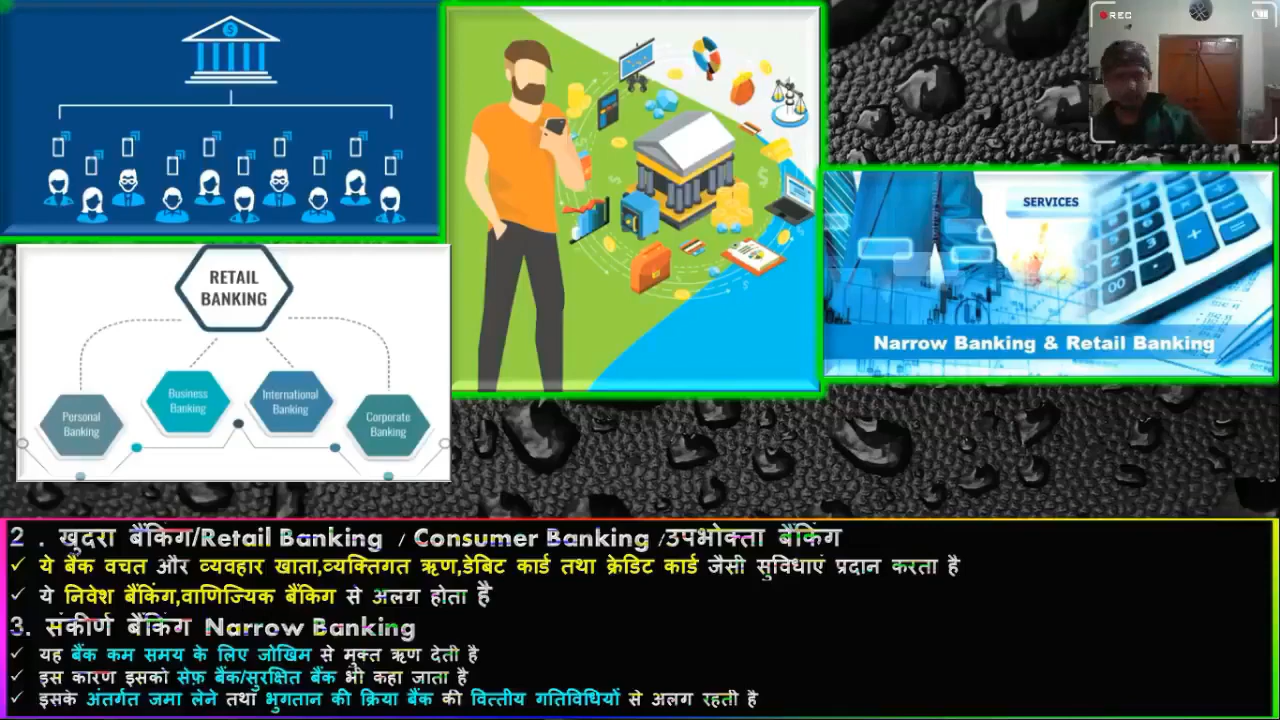 REC
SERVICES
Narrow Banking & Retail Banking
RETAIL
BANKING
Personal
Banking
Business
Banking
International
Banking
Corporate
Banking
2 . खुदरा बैंकिंग/Retail Banking / Consumer Banking /उपभोक्ता बैंकिंग
✓ ये बैंक वचत और व्यवहार खाता,व्यक्तिगत ऋण,डेबिट कार्ड तथा क्रेडिट कार्ड जैसी सुविधाएं प्रदान करता है
✓ ये निवेश बैंकिंग,वाणिज्यिक बैंकिंग से अलग होता है
3. संकीर्ण बैंकिंग Narrow Banking
✓ यह बैंक कम समय के लिए जोखिम से मुक्त ऋण देती है
✓ इस कारण इसको सेफ़ बैंक/सुरक्षित बैंक भी कहा जाता है
✓ इसके अंतर्गत जमा लेने तथा भुगतान की क्रिया बैंक की वित्तीय गतिविधियों से अलग रहती है